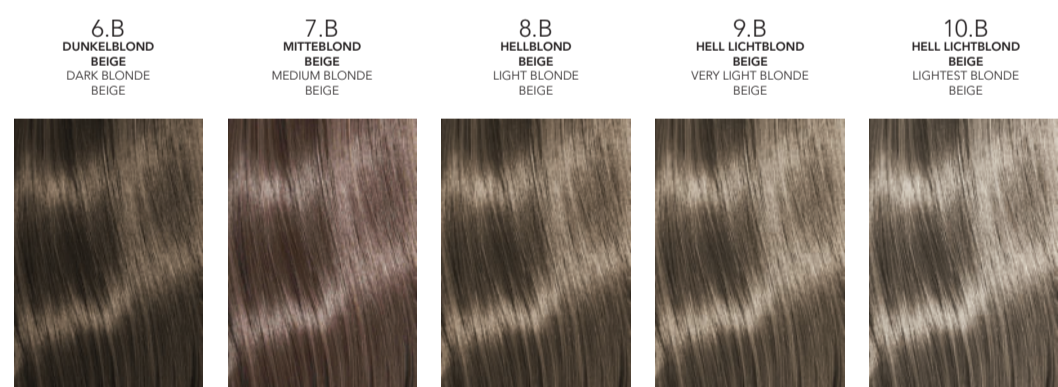 6.B
DUNKELBLOND
BEIGE
DARK BLONDE
BEIGE
7.B
MITTEBLOND
BEIGE
MEDIUM BLONDE
BEIGE
8.B
HELLBLOND
BEIGE
LIGHT BLONDE
BEIGE
9.B
HELL LICHTBLOND
BEIGE
VERY LIGHT BLONDE
BEIGE
10.B
HELL LICHTBLOND
BEIGE
LIGHTEST BLONDE
BEIGE